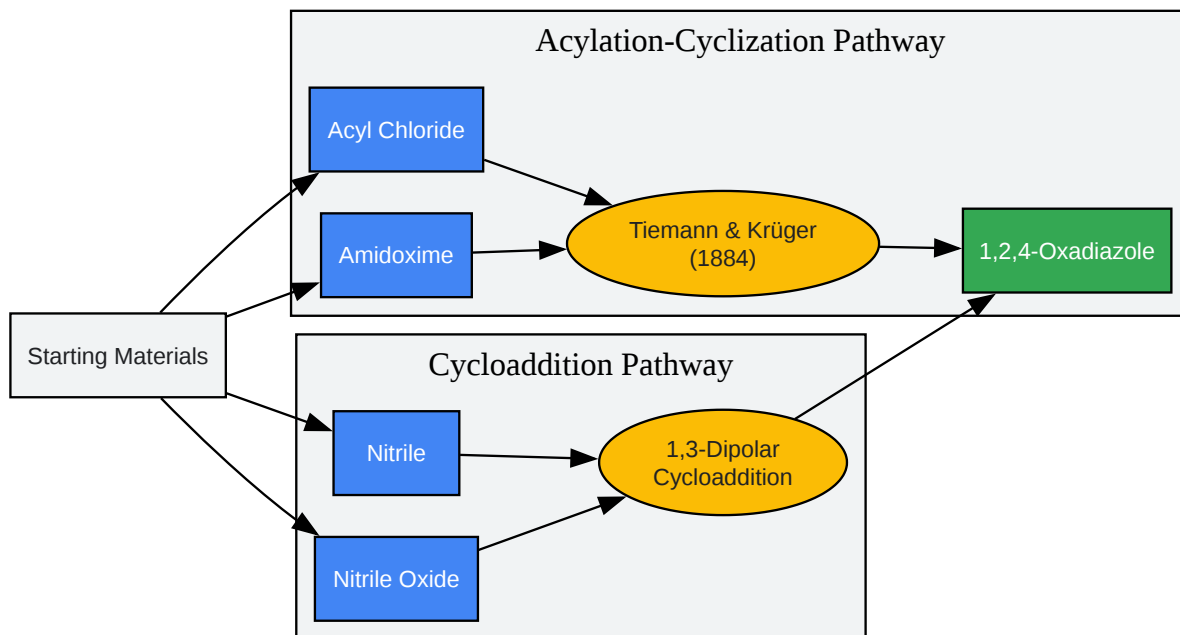 Acylation-Cyclization Pathway
Acyl Chloride
Amidoxime
Tiemann & Krüger
(1884)
1,2,4-Oxadiazole
Starting Materials
Cycloaddition Pathway
Nitrile
1,3-Dipolar
Cycloaddition
Nitrile Oxide